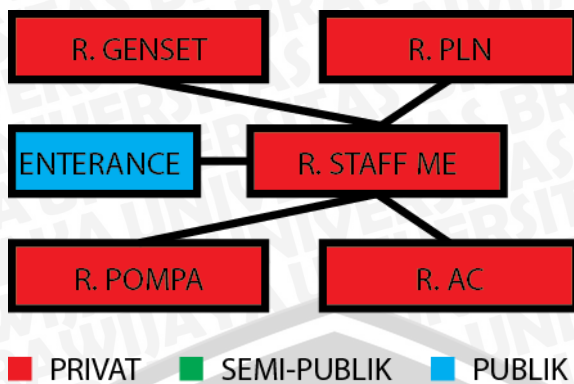 R. GENSET
R. PLN
ENTERANCE
R. STAFF ME
R. POMPA
R. AC
PRIVAT
SEMI-PUBLIK
PUBLIK